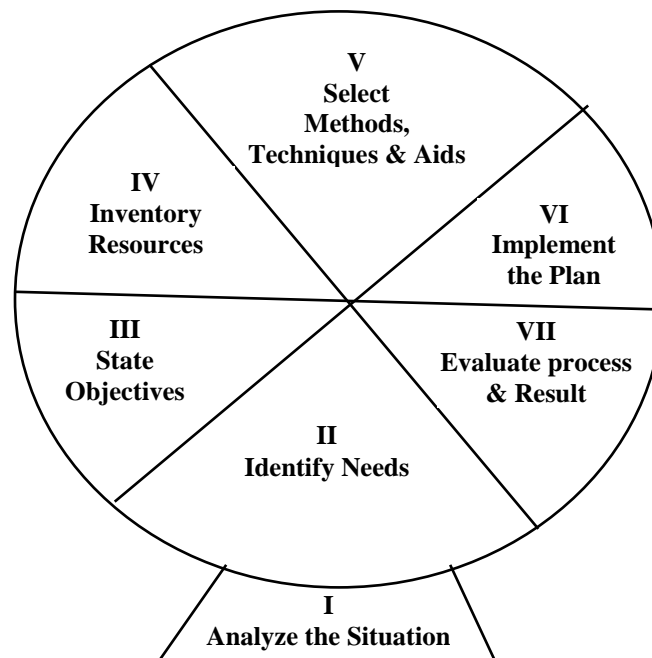 V
Select
Methods,
Techniques & Aids
IV
Inventory
Resources
VI
Implement
the Plan
III
State
Objectives
VII
Evaluate process
& Result
II
Identify Needs
I
Analyze the Situation